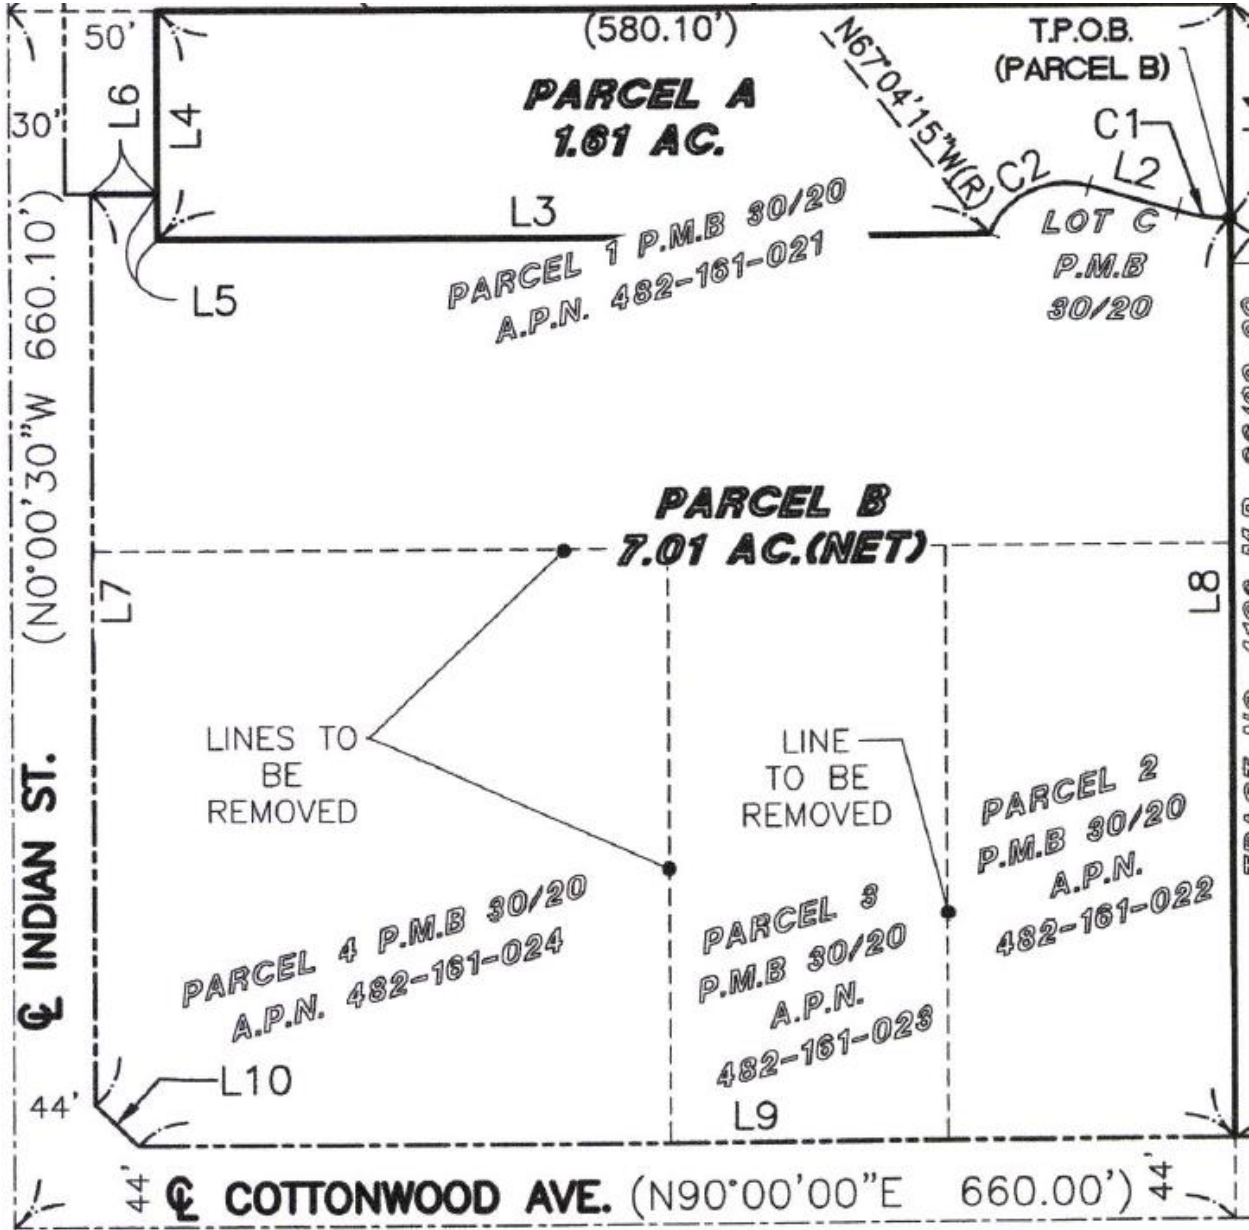 50'
(580.10')
T.P.O.B.
(PARCEL B)
N67°04'15"W(R)
30'
L6
L4
PARCEL A
1.61 AC.
C1
C2
L2
L3
LOT C
P.M.B
30/20
PARCEL 1 P.M.B 30/20
A.P.N. 482-161-021
L5
(N0°00'30"W 660.10')
PARCEL B
7.01 AC.(NET)
L7
L8
LINES TO
BE
REMOVED
LINE
TO BE
REMOVED
PARCEL 2
P.M.B 30/20
A.P.N.
482-161-022
℄ INDIAN ST.
PARCEL 4 P.M.B 30/20
A.P.N. 482-161-024
PARCEL 3
P.M.B 30/20
A.P.N.
482-161-023
L10
44'
L9
44'
℄ COTTONWOOD AVE. (N90°00'00"E 660.00')
44'